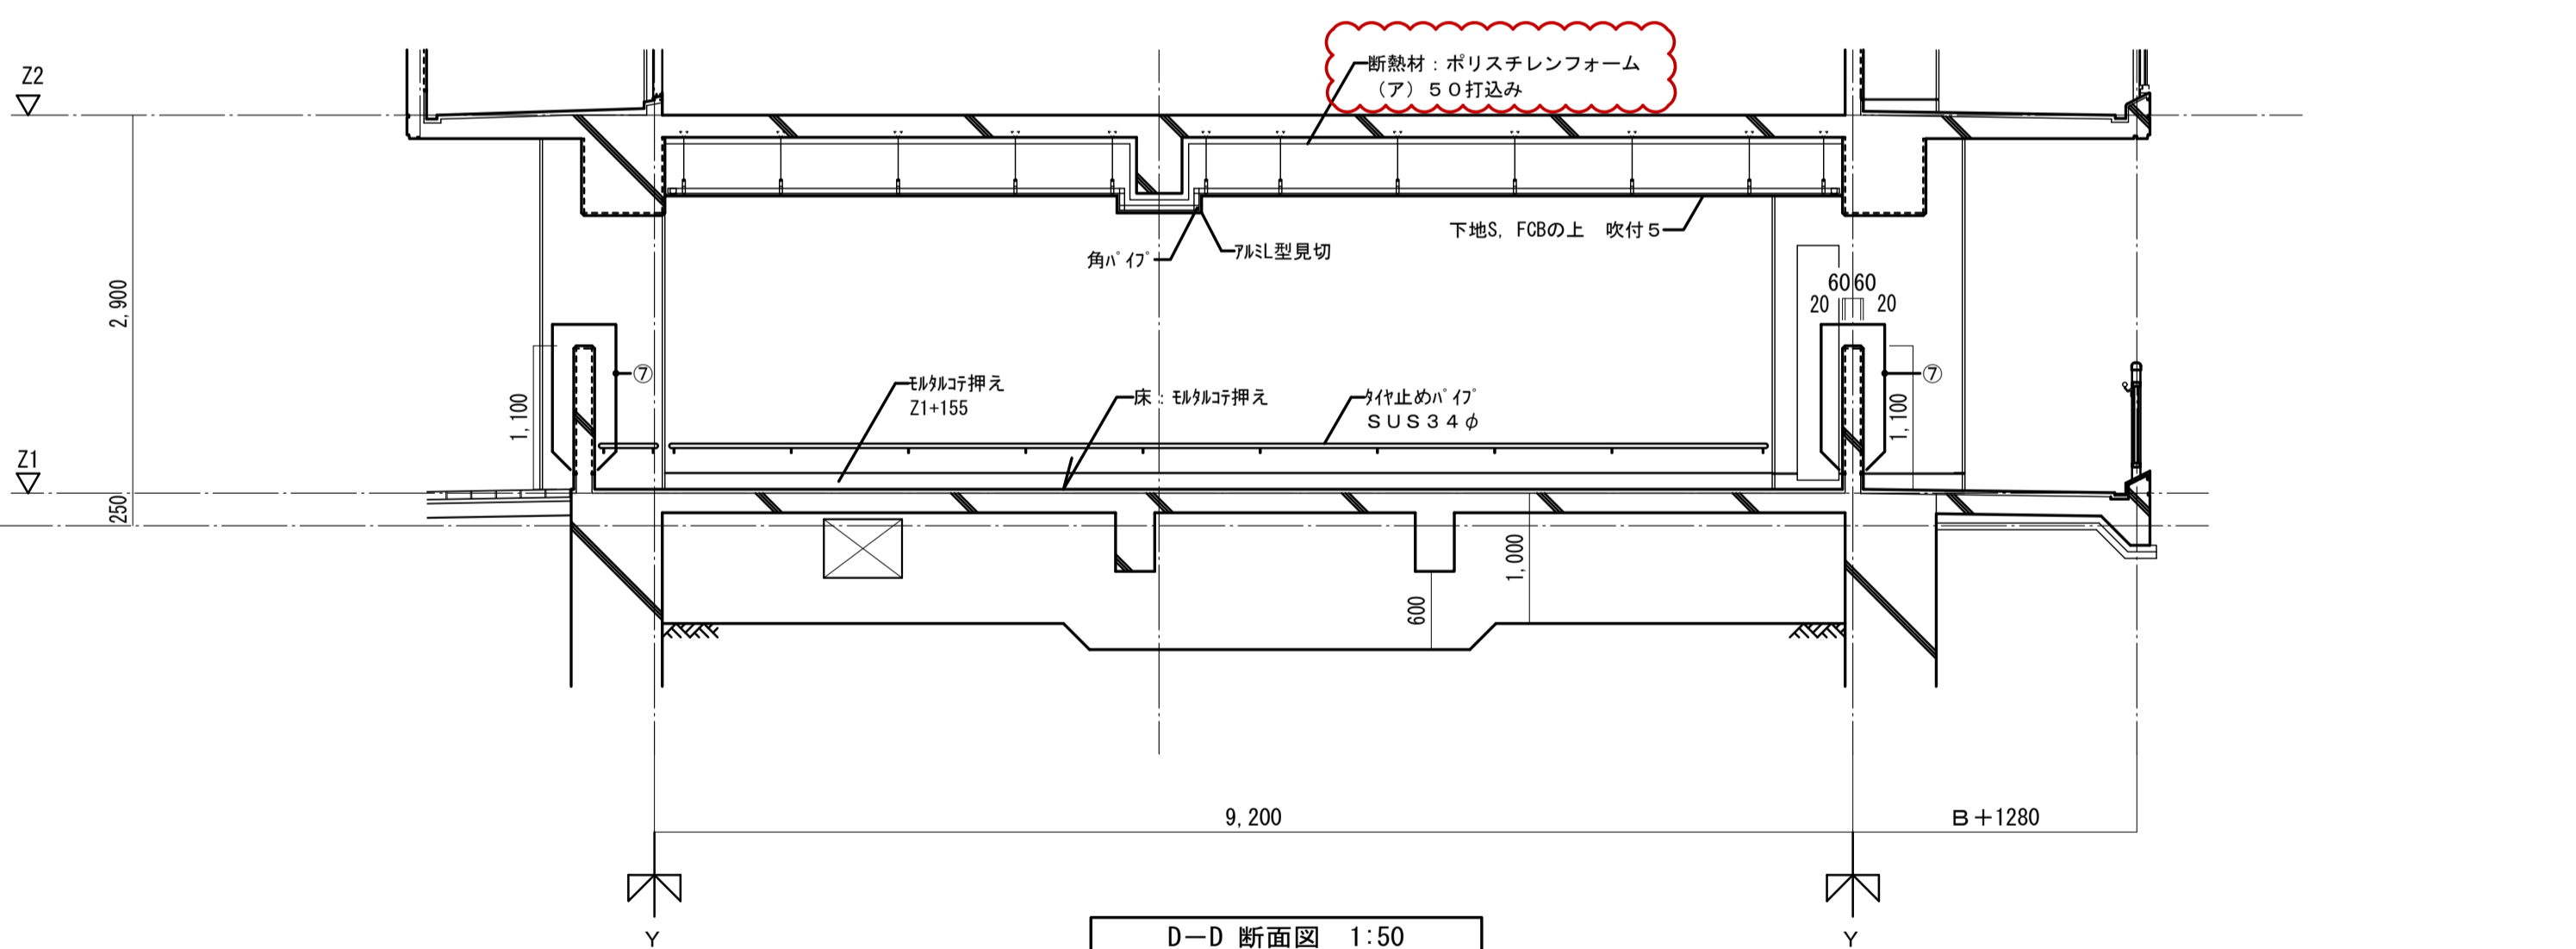 Z2
断熱材：ポリスチレンフォーム
（ア）５０打込み
2,900
下地S, FCBの上　吹付５
角ﾊﾟｲﾌﾟ
ｱﾙﾐL型見切
60 60
20 20
⑦
⑦
ﾓﾙﾀﾙｺﾃ押え
Z1+155
床：ﾓﾙﾀﾙｺﾃ押え
ﾀｲﾔ止めﾊﾟｲﾌﾟ
ＳＵＳ３４φ
1,100
1,100
Z1
250
1,000
600
9,200
Ｂ＋1280
Y
Y
D－D 断面図　1:50